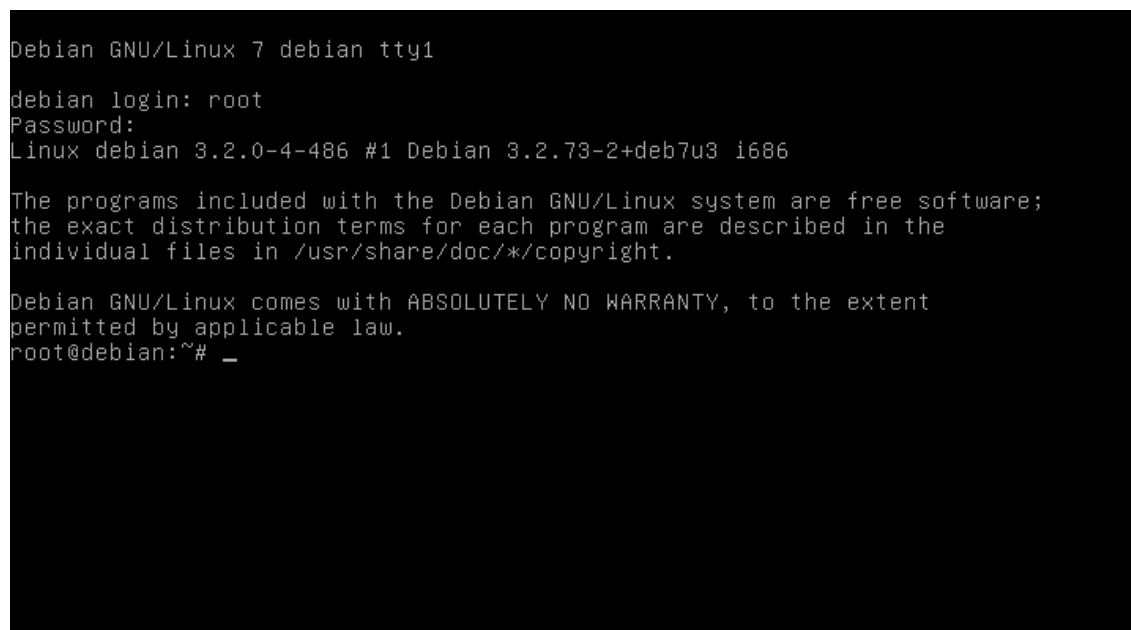 Debian GNU/Linux 7 debian tty1
debian login: root
Password:
Linux debian 3.2.0-4-486 #1 Debian 3.2.73-2+deb7u3 i686
The programs included with the Debian GNU/Linux system are free software;
the exact distribution terms for each program are described in the
individual files in /usr/share/doc/*/copyright.
Debian GNU/Linux comes with ABSOLUTELY NO WARRANTY, to the extent
permitted by applicable law.
root@debian:~# _